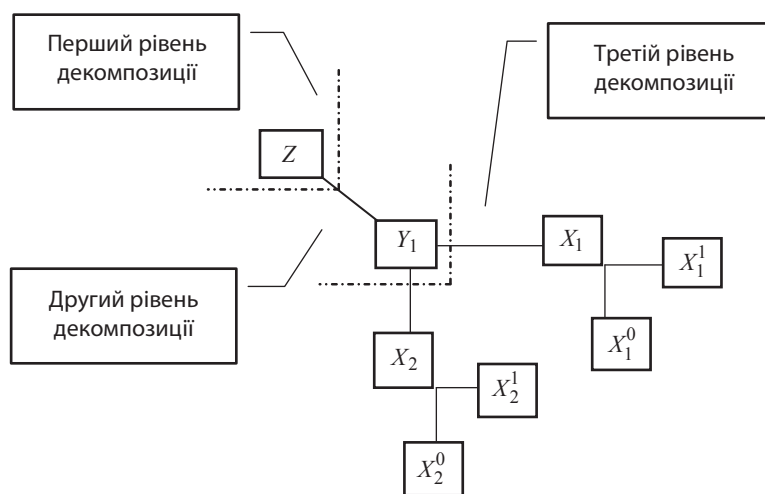 Перший рівень
декомпозиції
Третій рівень
декомпозиції
Z
Y₁
X₁
X₁¹
Другий рівень
декомпозиції
X₁⁰
X₂
X₂¹
X₂⁰